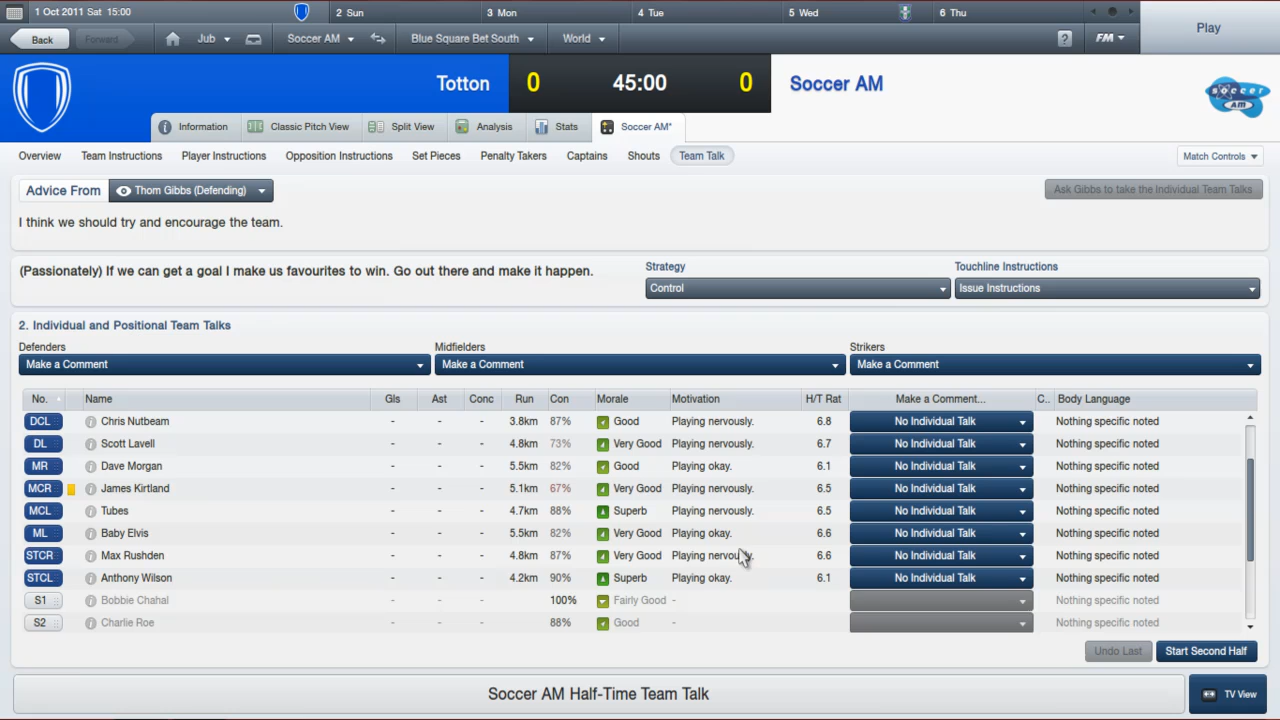 1 Oct 2011 Sat 15:00 2 Sun 3 Mon 4 Tue 5 Wed 6 Thu
Play
Back Forward Job Soccer AM Blue Square Bet South World ? FM
Totton 0 45:00 0 Soccer AM
soccer AM
Information Classic Pitch View Split View Analysis Stats Soccer AM*
Overview Team Instructions Player Instructions Opposition Instructions Set Pieces Penalty Takers Captains Shouts Team Talk Match Controls
Advice From Thom Gibbs (Defending) Ask Gibbs to take the Individual Team Talks
I think we should try and encourage the team.
(Passionately) If we can get a goal I make us favourites to win. Go out there and make it happen.
Strategy Touchline Instructions
Control Issue Instructions
2. Individual and Positional Team Talks
Defenders Midfielders Strikers
Make a Comment Make a Comment Make a Comment
No. Name Gls Ast Conc Run Con Morale Motivation H/T Rat Make a Comment... C.. Body Language
DCL Chris Nutbeam - - - 3.8km 87% Good Playing nervously. 6.8 No Individual Talk Nothing specific noted
DL Scott Lavell - - - 4.8km 73% Very Good Playing nervously. 6.7 No Individual Talk Nothing specific noted
MR Dave Morgan - - - 5.5km 82% Good Playing okay. 6.1 No Individual Talk Nothing specific noted
MCR James Kirtland - - - 5.1km 67% Very Good Playing nervously. 6.5 No Individual Talk Nothing specific noted
MCL Tubes - - - 4.7km 88% Superb Playing nervously. 6.5 No Individual Talk Nothing specific noted
ML Baby Elvis - - - 5.5km 82% Very Good Playing okay. 6.6 No Individual Talk Nothing specific noted
STCR Max Rushden - - - 4.8km 87% Very Good Playing nervously. 6.6 No Individual Talk Nothing specific noted
STCL Anthony Wilson - - - 4.2km 90% Superb Playing okay. 6.1 No Individual Talk Nothing specific noted
S1 Bobbie Chahal - - - - 100% Fairly Good - Nothing specific noted
S2 Charlie Roe - - - - 88% Good - Nothing specific noted
Undo Last Start Second Half
Soccer AM Half-Time Team Talk TV View